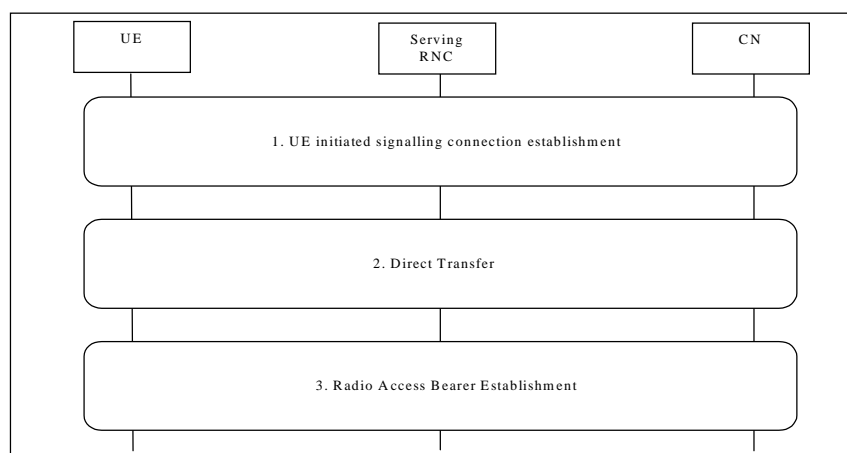 UE
Serving
RNC
CN
1. UE initiated signalling connection establishment
2. Direct Transfer
3. Radio Access Bearer Establishment